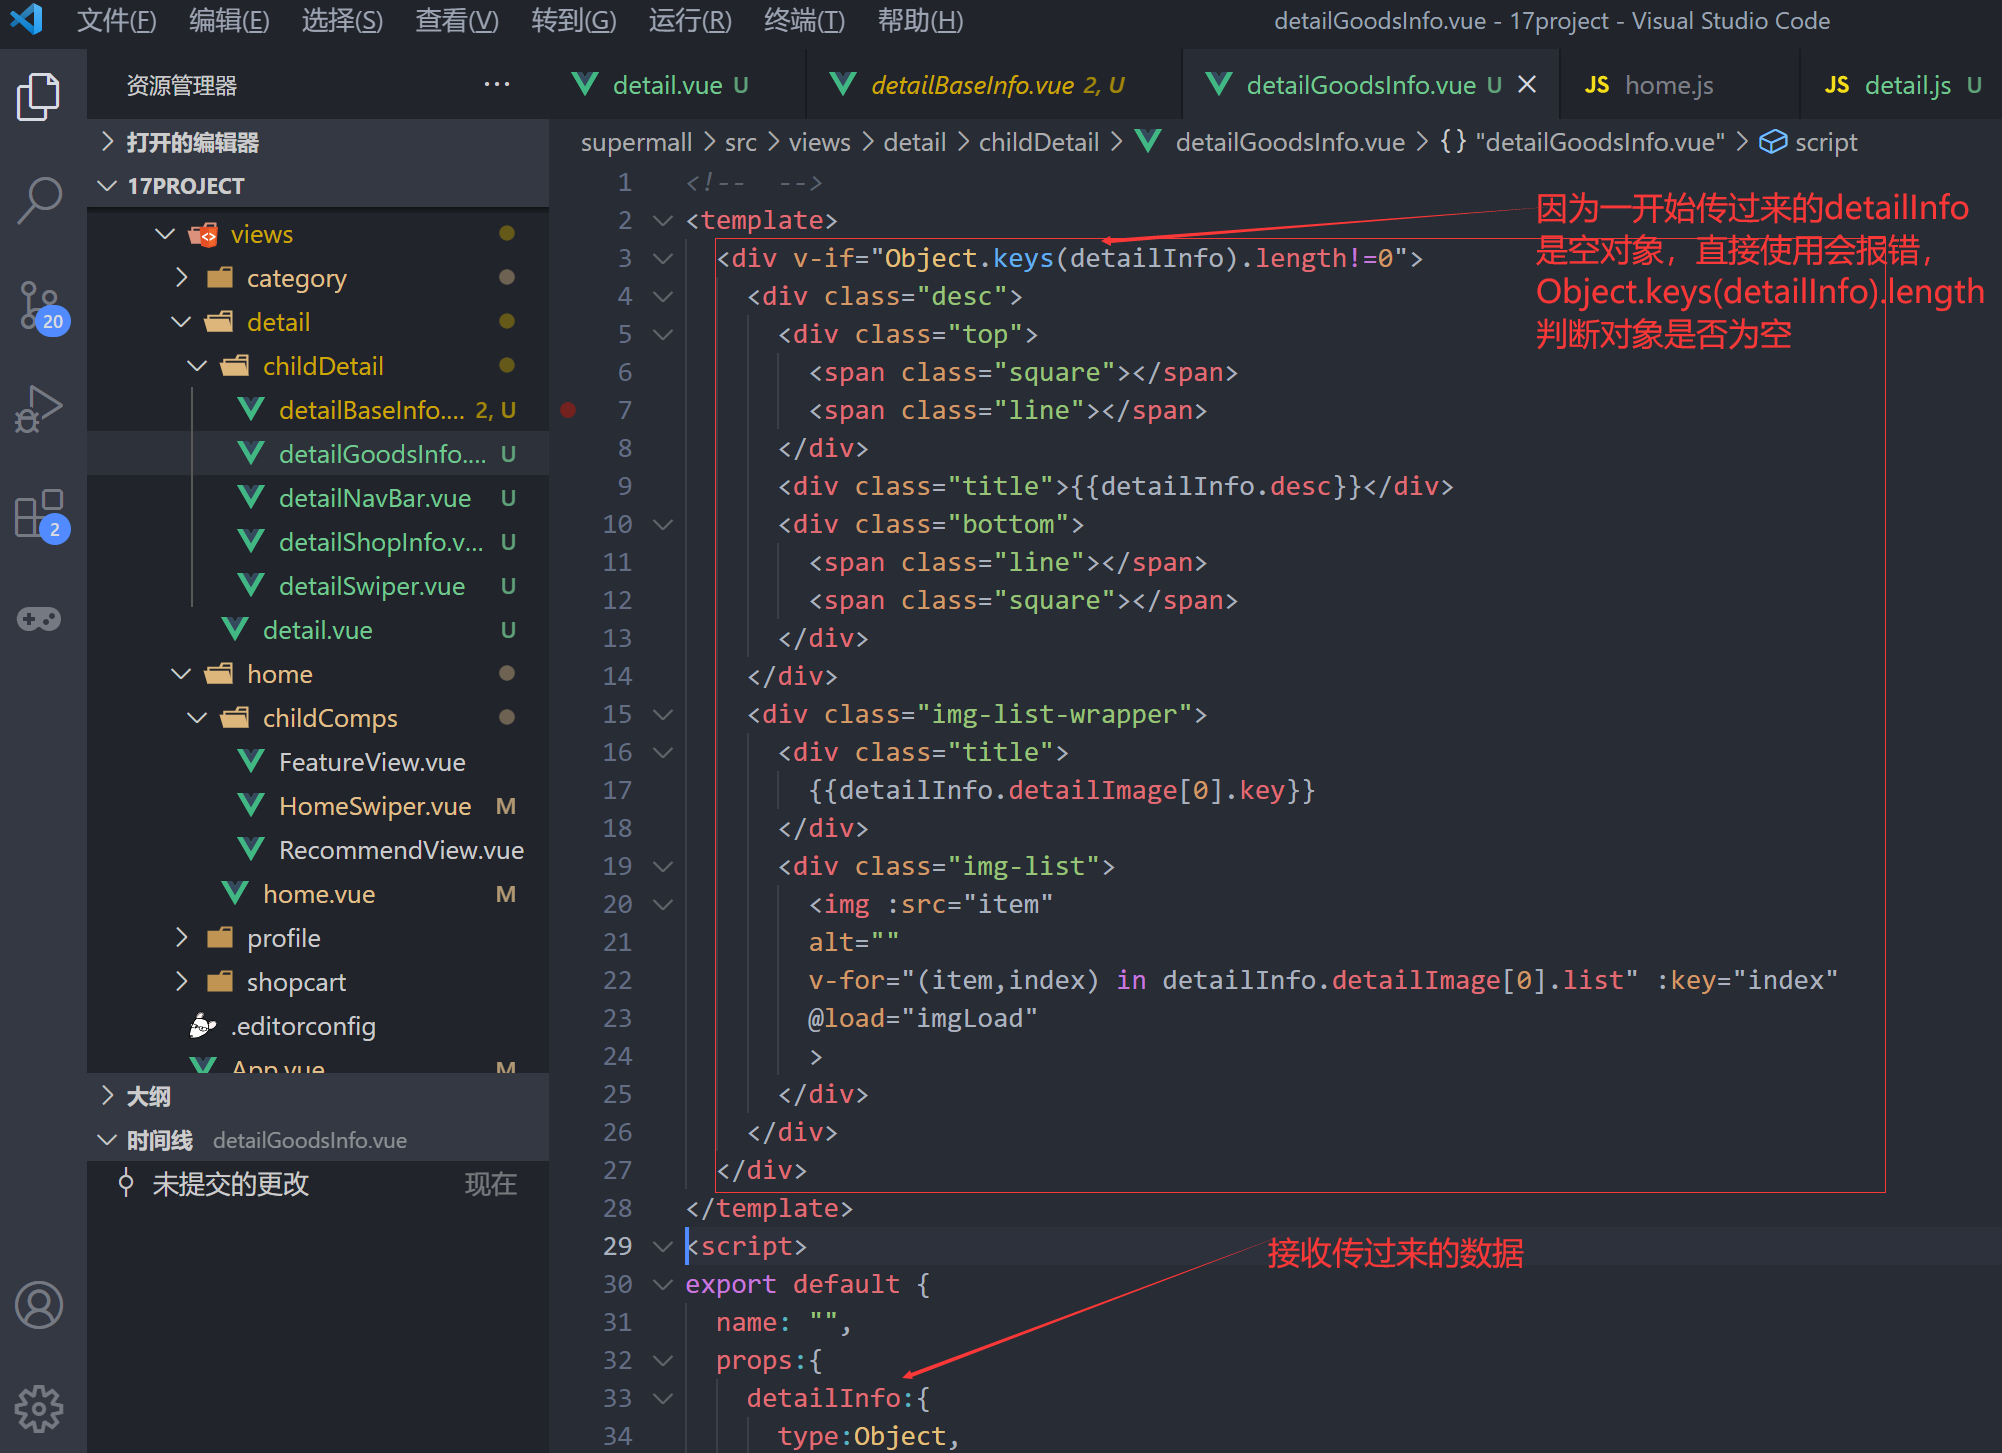 文件(F) 编辑(E) 选择(S) 查看(V) 转到(G) 运行(R) 终端(T) 帮助(H) detailGoodsInfo.vue - 17project - Visual Studio Code
资源管理器 ···
detail.vue U detailBaseInfo.vue 2, U detailGoodsInfo.vue U JS home.js JS detail.js U
supermall > src > views > detail > childDetail > detailGoodsInfo.vue > {} "detailGoodsInfo.vue" > script
打开的编辑器
17PROJECT
views
category
detail
childDetail
detailBaseInfo.... 2, U
detailGoodsInfo.... U
detailNavBar.vue U
detailShopInfo.v... U
detailSwiper.vue U
detail.vue U
home
childComps
FeatureView.vue
HomeSwiper.vue M
RecommendView.vue
home.vue M
profile
shopcart
.editorconfig
App.vue M
大纲
时间线 detailGoodsInfo.vue
未提交的更改 现在
20
2
1 <!--  -->
2 <template>
3 <div v-if="Object.keys(detailInfo).length!=0">
4 <div class="desc">
5 <div class="top">
6 <span class="square"></span>
7 <span class="line"></span>
8 </div>
9 <div class="title">{{detailInfo.desc}}</div>
10 <div class="bottom">
11 <span class="line"></span>
12 <span class="square"></span>
13 </div>
14 </div>
15 <div class="img-list-wrapper">
16 <div class="title">
17 {{detailInfo.detailImage[0].key}}
18 </div>
19 <div class="img-list">
20 <img :src="item"
21 alt=""
22 v-for="(item,index) in detailInfo.detailImage[0].list" :key="index"
23 @load="imgLoad"
24 >
25 </div>
26 </div>
27 </div>
28 </template>
29 <script>
30 export default {
31 name: "",
32 props:{
33 detailInfo:{
34 type:Object,
因为一开始传过来的detailInfo
是空对象，直接使用会报错，
Object.keys(detailInfo).length
判断对象是否为空
接收传过来的数据